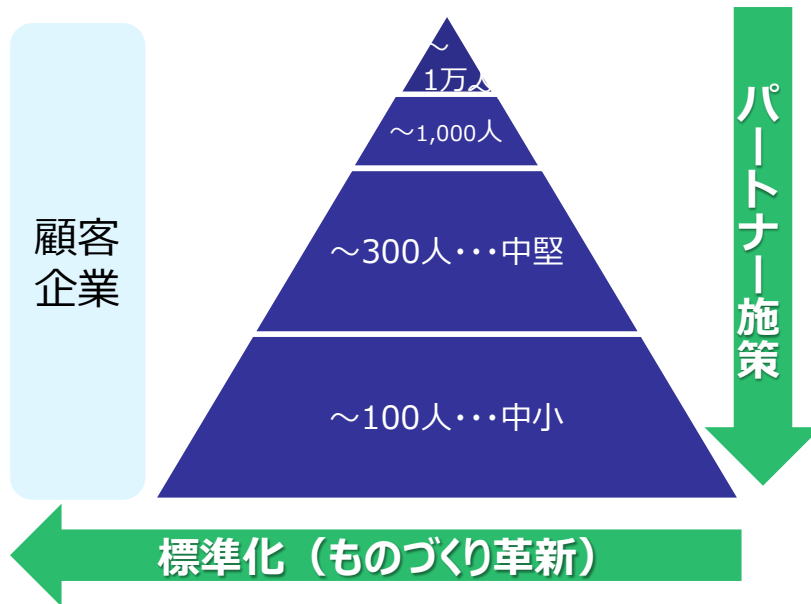 ～
1万人
～1,000人
～300人・・・中堅
～100人・・・中小
顧客
企業
パートナー施策
標準化（ものづくり革新）